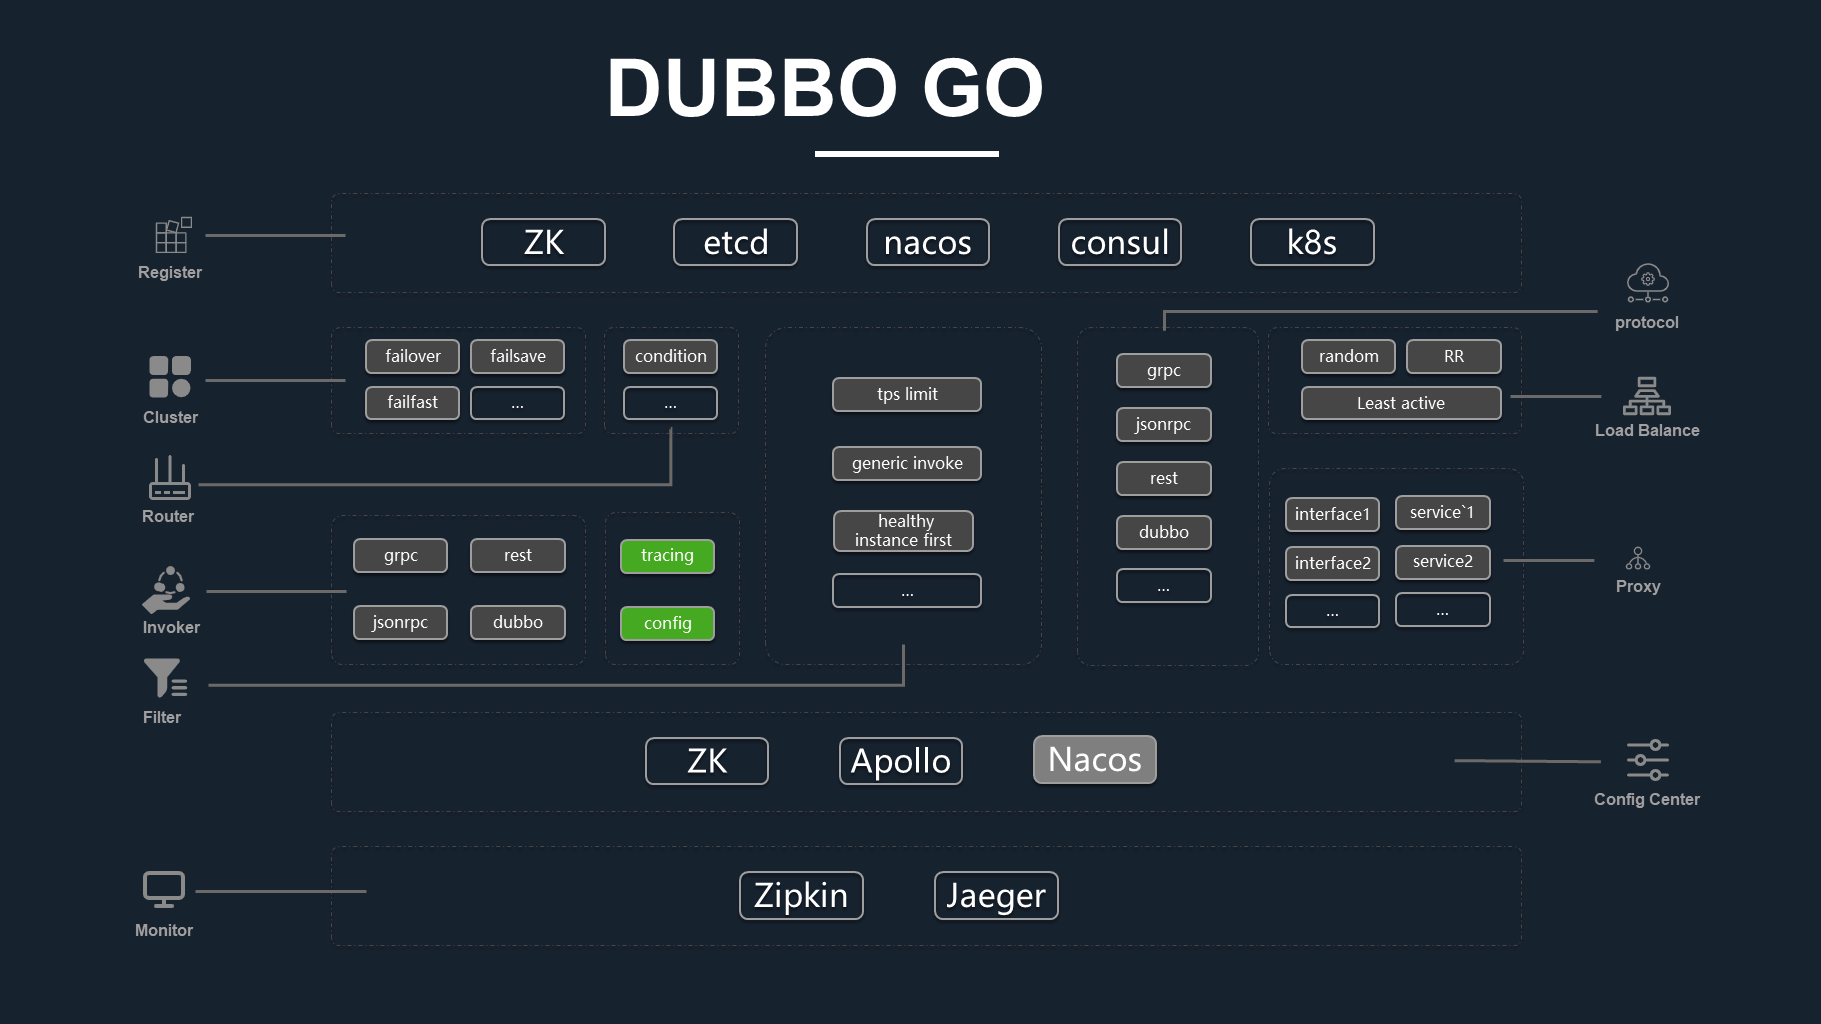 DUBBO GO
Register
ZK
etcd
nacos
consul
k8s
protocol
Cluster
failover
failsave
failfast
...
condition
...
Router
tps limit
generic invoke
healthy
instance first
...
grpc
jsonrpc
rest
dubbo
...
random
RR
Least active
Load Balance
Invoker
grpc
rest
jsonrpc
dubbo
tracing
config
interface1
service`1
interface2
service2
...
...
Proxy
Filter
ZK
Apollo
Nacos
Config Center
Monitor
Zipkin
Jaeger